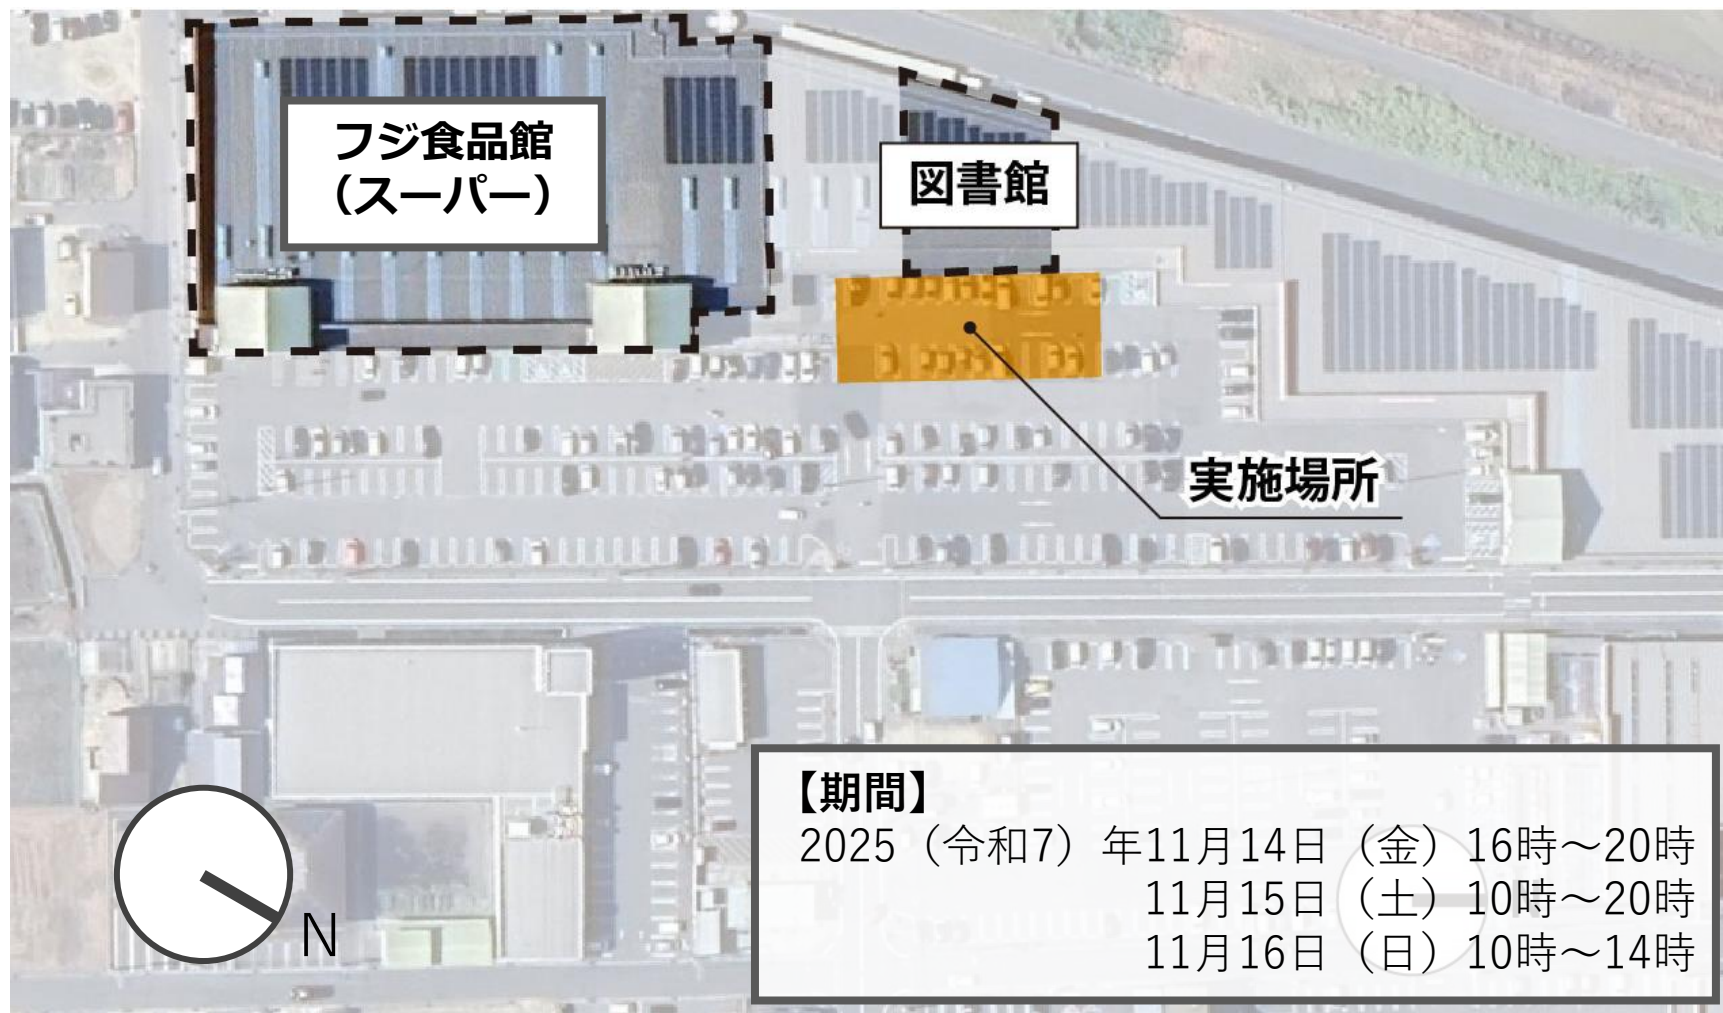 フジ食品館
（スーパー）
図書館
実施場所
【期間】
2025（令和7）年11月14日（金）16時～20時
11月15日（土）10時～20時
11月16日（日）10時～14時
N